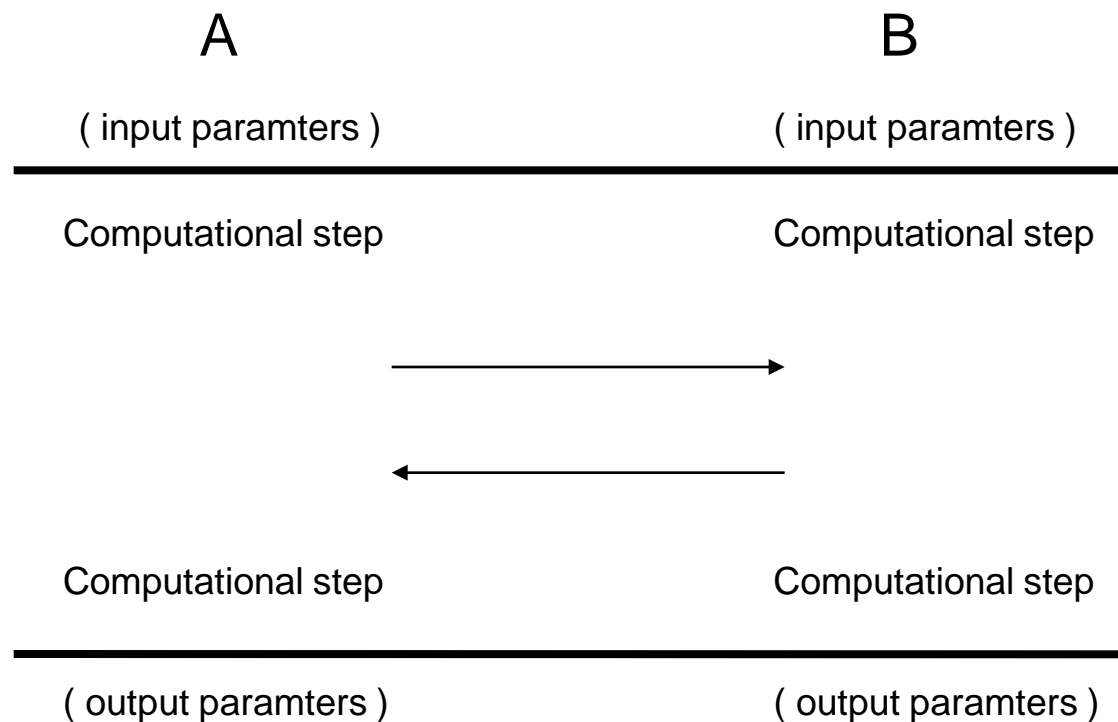 A B
( input paramters ) ( input paramters )
Computational step Computational step
Computational step Computational step
( output paramters ) ( output paramters )